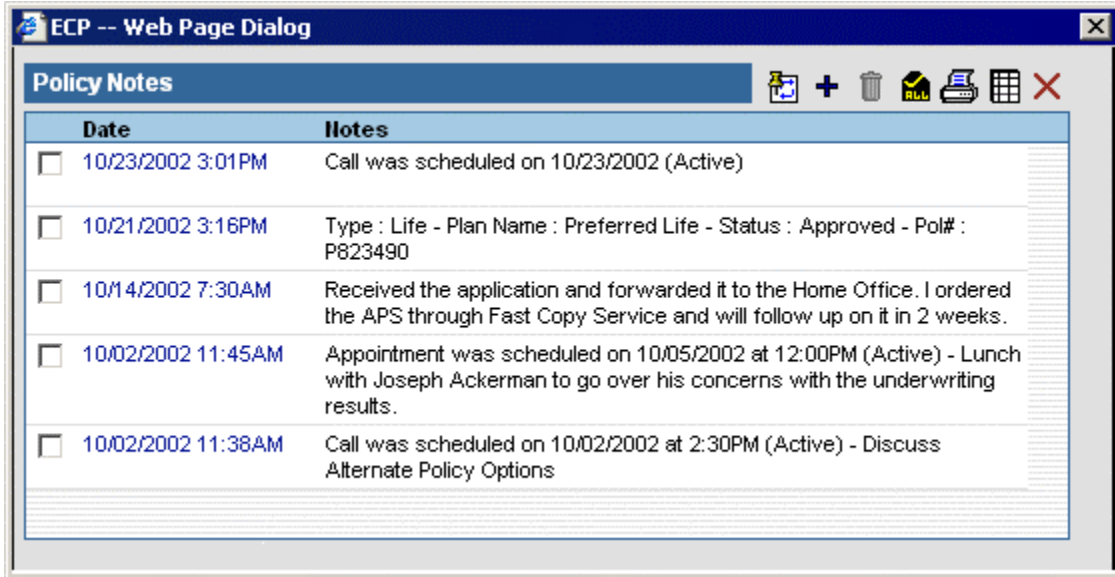 ECP -- Web Page Dialog
Policy Notes
ALL
Date Notes
10/23/2002 3:01PM Call was scheduled on 10/23/2002 (Active)
10/21/2002 3:16PM Type : Life - Plan Name : Preferred Life - Status : Approved - Pol# :
P823490
10/14/2002 7:30AM Received the application and forwarded it to the Home Office. I ordered
the APS through Fast Copy Service and will follow up on it in 2 weeks.
10/02/2002 11:45AM Appointment was scheduled on 10/05/2002 at 12:00PM (Active) - Lunch
with Joseph Ackerman to go over his concerns with the underwriting
results.
10/02/2002 11:38AM Call was scheduled on 10/02/2002 at 2:30PM (Active) - Discuss
Alternate Policy Options